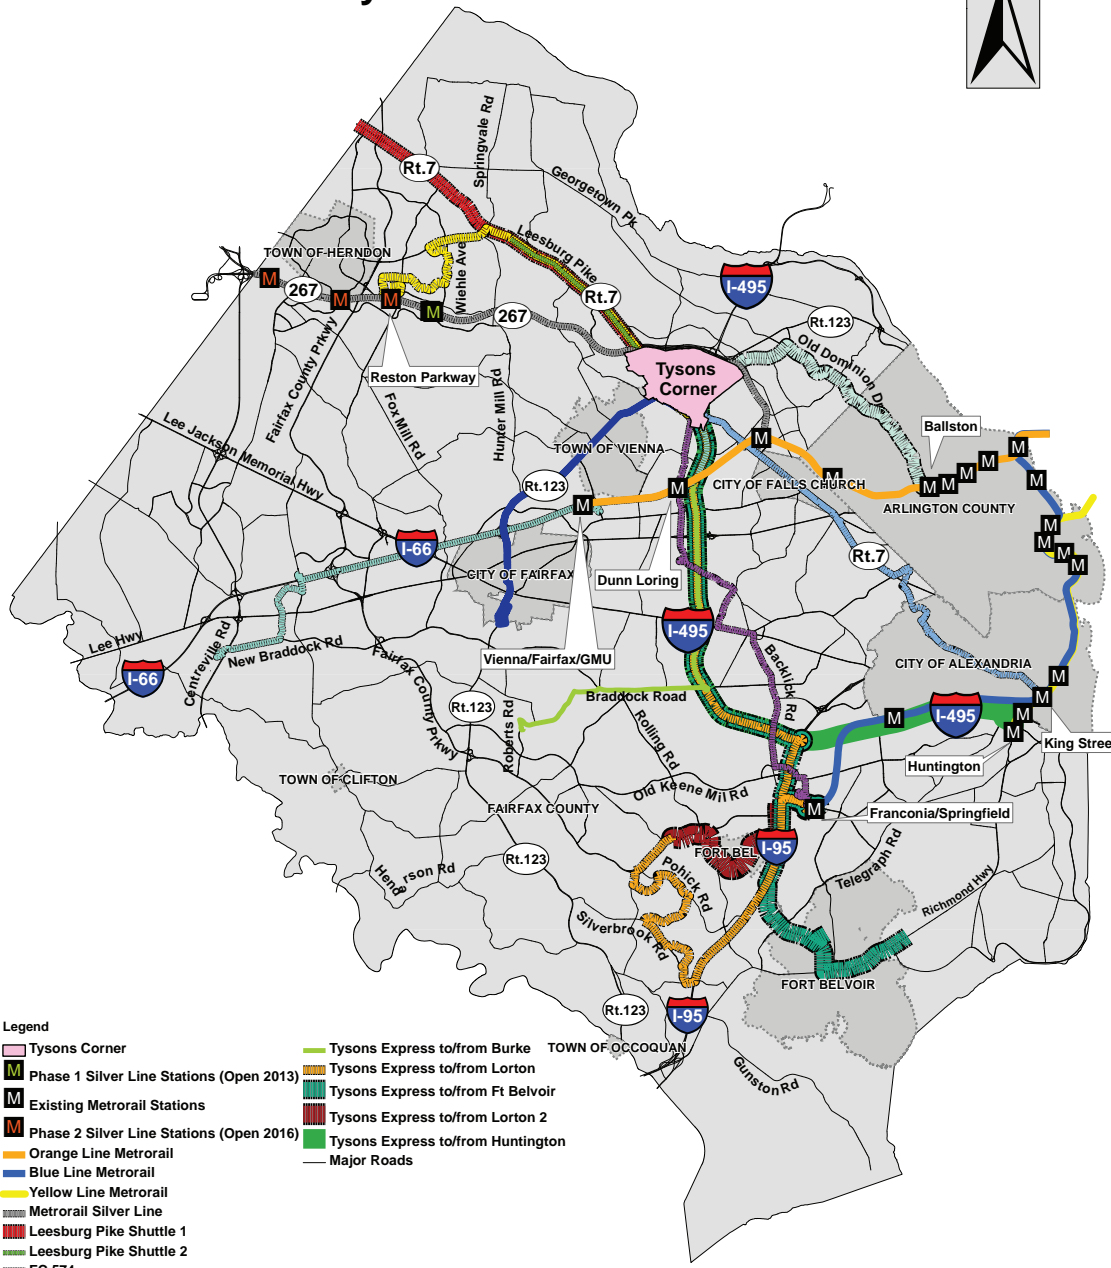 Springvale Rd
Rt.7
Georgetown Pk
TOWN OF HERNDON
Leesburg Pike
Wiehle Ave
I-495
267
Rt.7
267
Rt.123
Old Dominion
Fairfax County Prkwy
Reston Parkway
Tysons
Corner
Hunter Mill Rd
Fox Mill Rd
Lee Jackson Memorial Hwy
Ballston
TOWN OF VIENNA
Rt.123
CITY OF FALLS CHURCH
ARLINGTON COUNTY
I-66
Rt.7
CITY OF FAIRFAX
Dunn Loring
I-495
Lee Hwy
New Braddock Rd
Centreville Rd
Vienna/Fairfax/GMU
CITY OF ALEXANDRIA
I-66
Fairfax County Prkwy
Backlick Rd
Braddock Road
Rt.123
Roberts Rd
Rolling Rd
I-495
King Stree
Huntington
TOWN OF CLIFTON
Old Keene Mil Rd
FAIRFAX COUNTY
Franconia/Springfield
I-95
FORT BEL
Rt.123
Pohick Rd
Telegraph Rd
Henderson Rd
Richmond Hwy
Silverbrook Rd
FORT BELVOIR
Rt.123
I-95
TOWN OF OCCOQUAN
Gunston Rd
Legend
Tysons Corner
M Phase 1 Silver Line Stations (Open 2013)
M Existing Metrorail Stations
M Phase 2 Silver Line Stations (Open 2016)
Orange Line Metrorail
Blue Line Metrorail
Yellow Line Metrorail
Metrorail Silver Line
Leesburg Pike Shuttle 1
Leesburg Pike Shuttle 2
Tysons Express to/from Burke
Tysons Express to/from Lorton
Tysons Express to/from Ft Belvoir
Tysons Express to/from Lorton 2
Tysons Express to/from Huntington
Major Roads